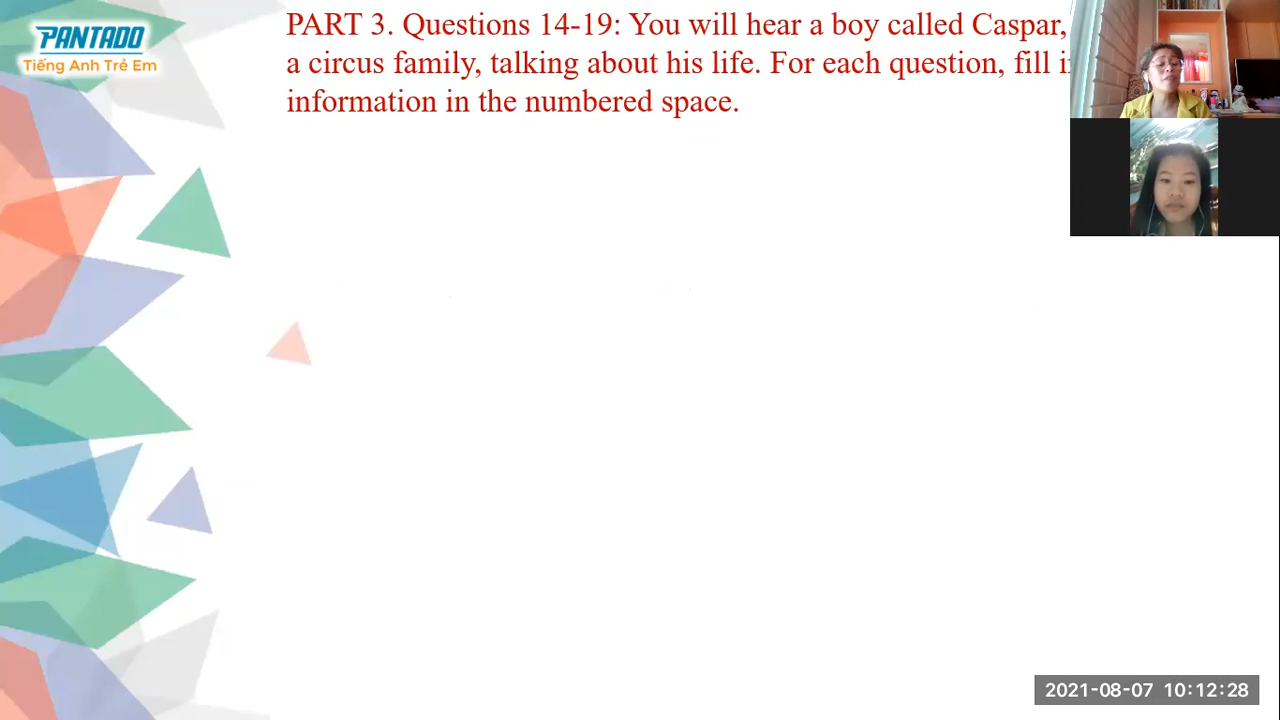 PANTADO
Tiếng Anh Trẻ Em
PART 3. Questions 14-19: You will hear a boy called Caspar,
a circus family, talking about his life. For each question, fill
information in the numbered space.
2021-08-07 10:12:28